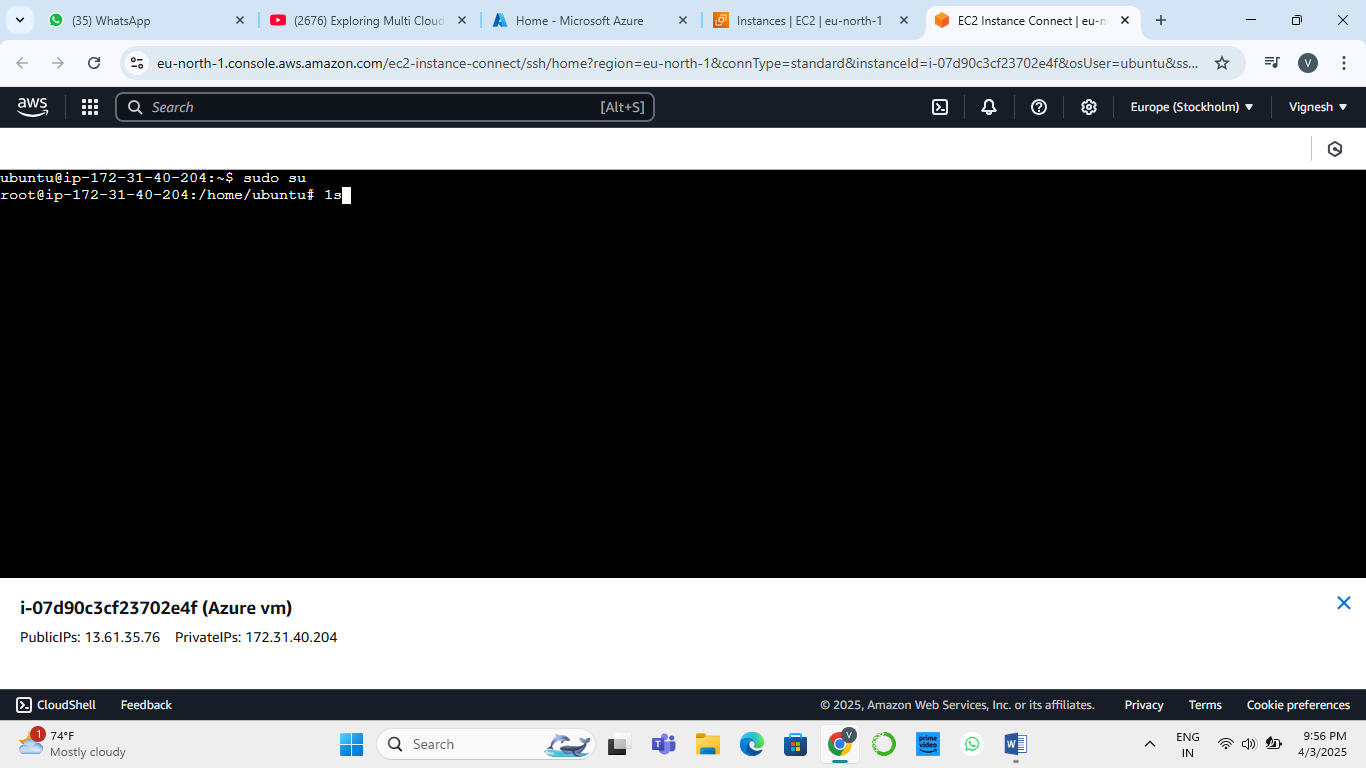 (35) WhatsApp
(2676) Exploring Multi Cloud
Home - Microsoft Azure
Instances | EC2 | eu-north-1
EC2 Instance Connect | eu-n
eu-north-1.console.aws.amazon.com/ec2-instance-connect/ssh/home?region=eu-north-1&connType=standard&instanceId=i-07d90c3cf23702e4f&osUser=ubuntu&ss...
V
aws
Search
[Alt+S]
Europe (Stockholm)
Vignesh
ubuntu@ip-172-31-40-204:~$ sudo su
root@ip-172-31-40-204:/home/ubuntu# 1s
i-07d90c3cf23702e4f (Azure vm)
PublicIPs: 13.61.35.76 PrivateIPs: 172.31.40.204
CloudShell
Feedback
© 2025, Amazon Web Services, Inc. or its affiliates.
Privacy
Terms
Cookie preferences
1
74°F
Mostly cloudy
Search
V
prime video
ENG
IN
9:56 PM
4/3/2025